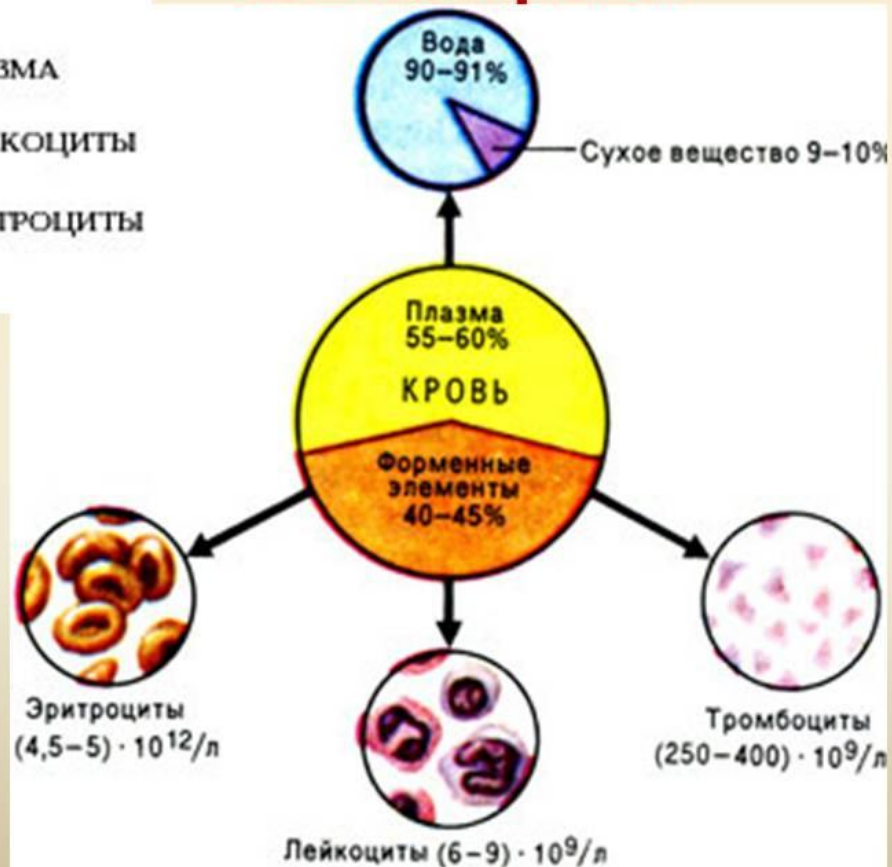 Вода
90–91%
ЗМА
КОЦИТЫ
Сухое вещество 9–10%
ТРОЦИТЫ
Плазма
55–60%
КРОВЬ
Форменные
элементы
40–45%
Эритроциты
(4,5–5) · 10¹²/л
Тромбоциты
(250–400) · 10⁹/л
Лейкоциты (6–9) · 10⁹/л